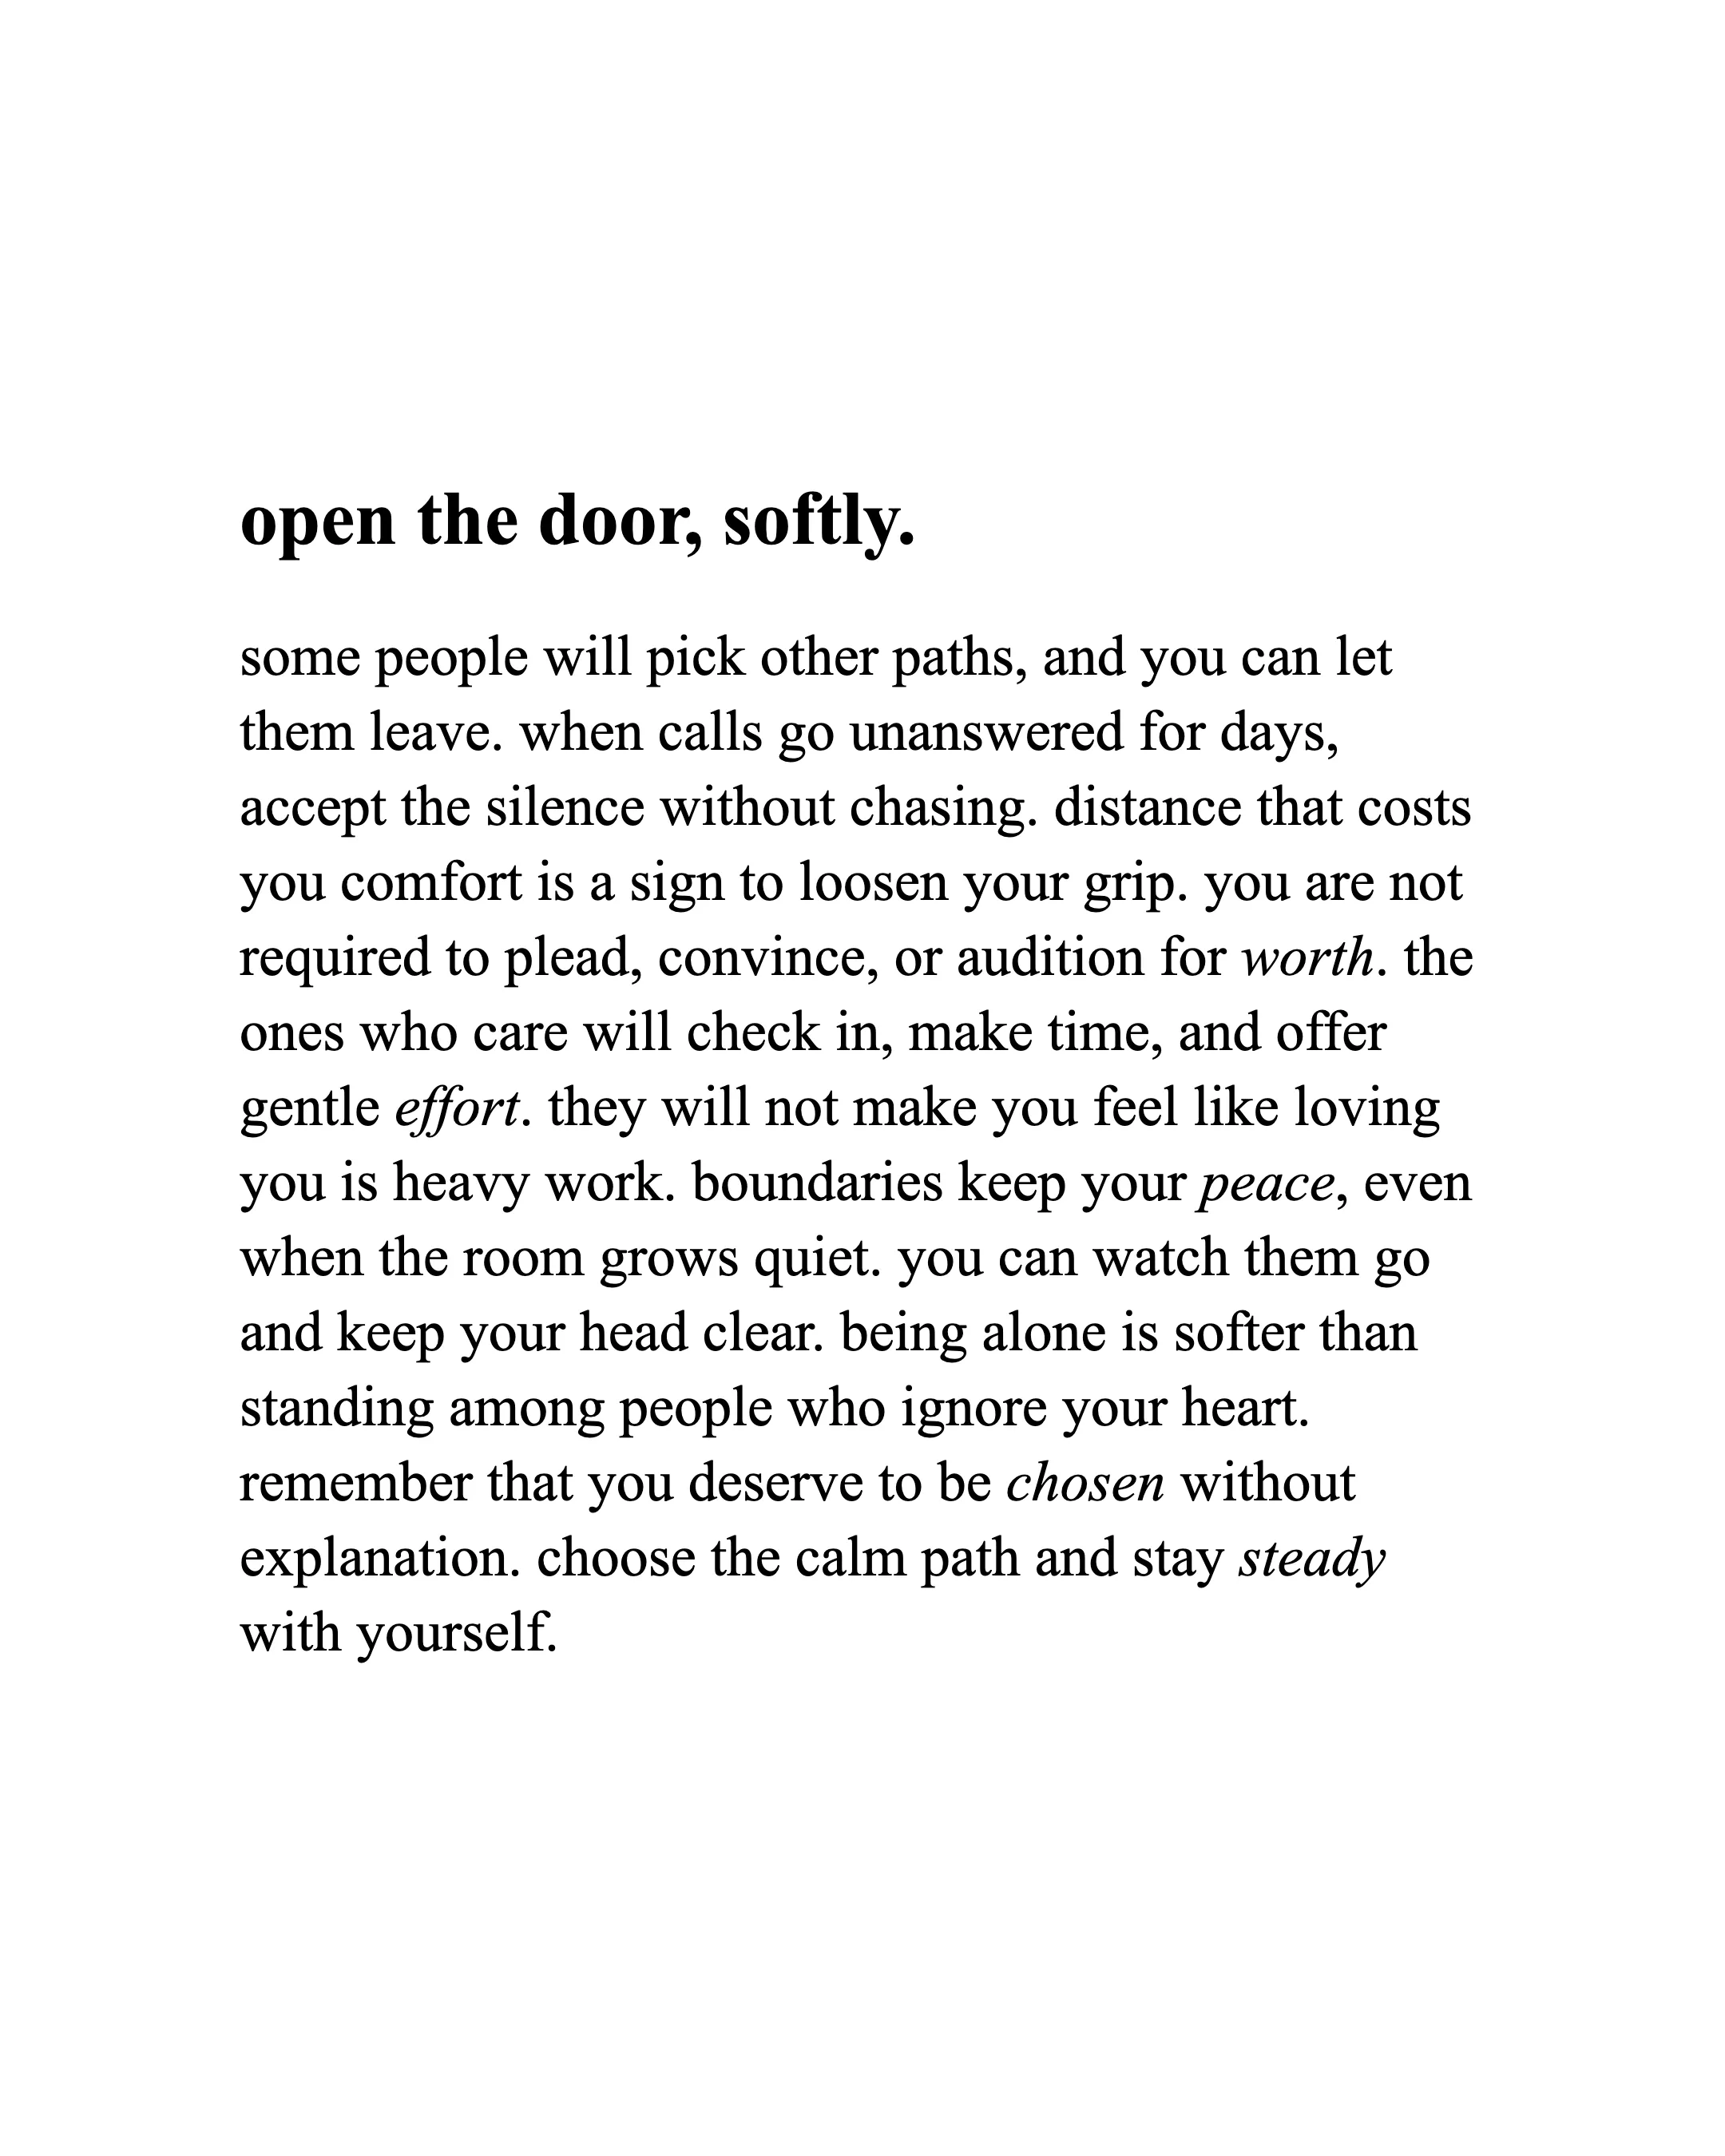 open the door, softly.
some people will pick other paths, and you can let
them leave. when calls go unanswered for days,
accept the silence without chasing. distance that costs
you comfort is a sign to loosen your grip. you are not
required to plead, convince, or audition for worth. the
ones who care will check in, make time, and offer
gentle effort. they will not make you feel like loving
you is heavy work. boundaries keep your peace, even
when the room grows quiet. you can watch them go
and keep your head clear. being alone is softer than
standing among people who ignore your heart.
remember that you deserve to be chosen without
explanation. choose the calm path and stay steady
with yourself.